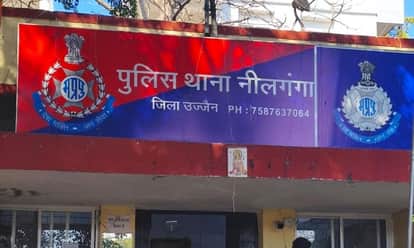 पुलिस थाना नीलगंगा
जिला उज्जैन PH : 7587637064